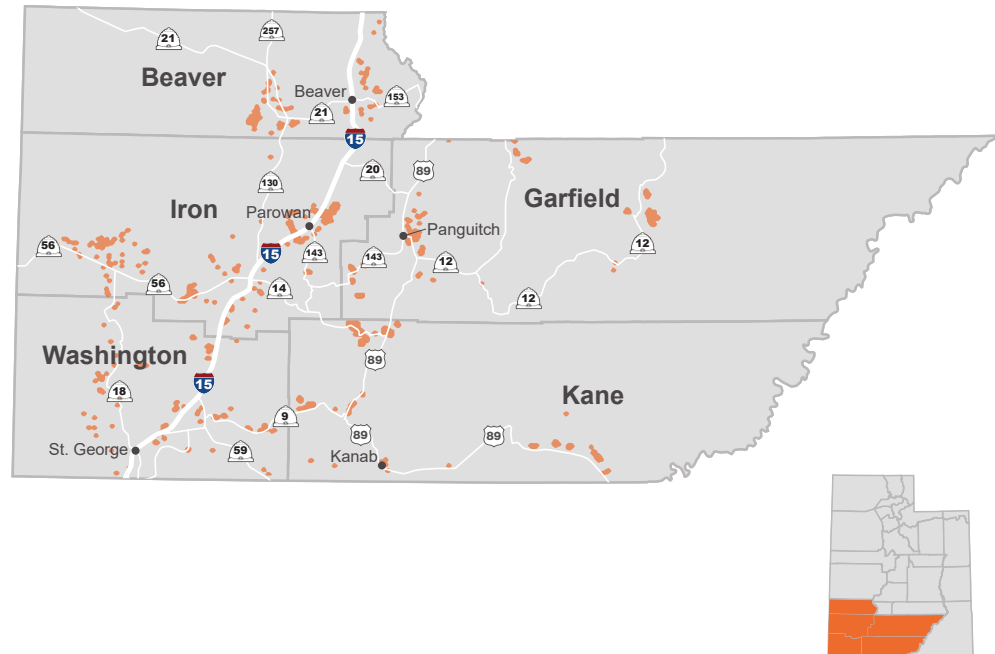 21
257
Beaver
Beaver
153
21
15
20
89
130
Garfield
Iron
Parowan
Panguitch
56
15
143
143
12
12
56
14
12
Washington
89
15
18
Kane
9
89
89
St. George
59
Kanab